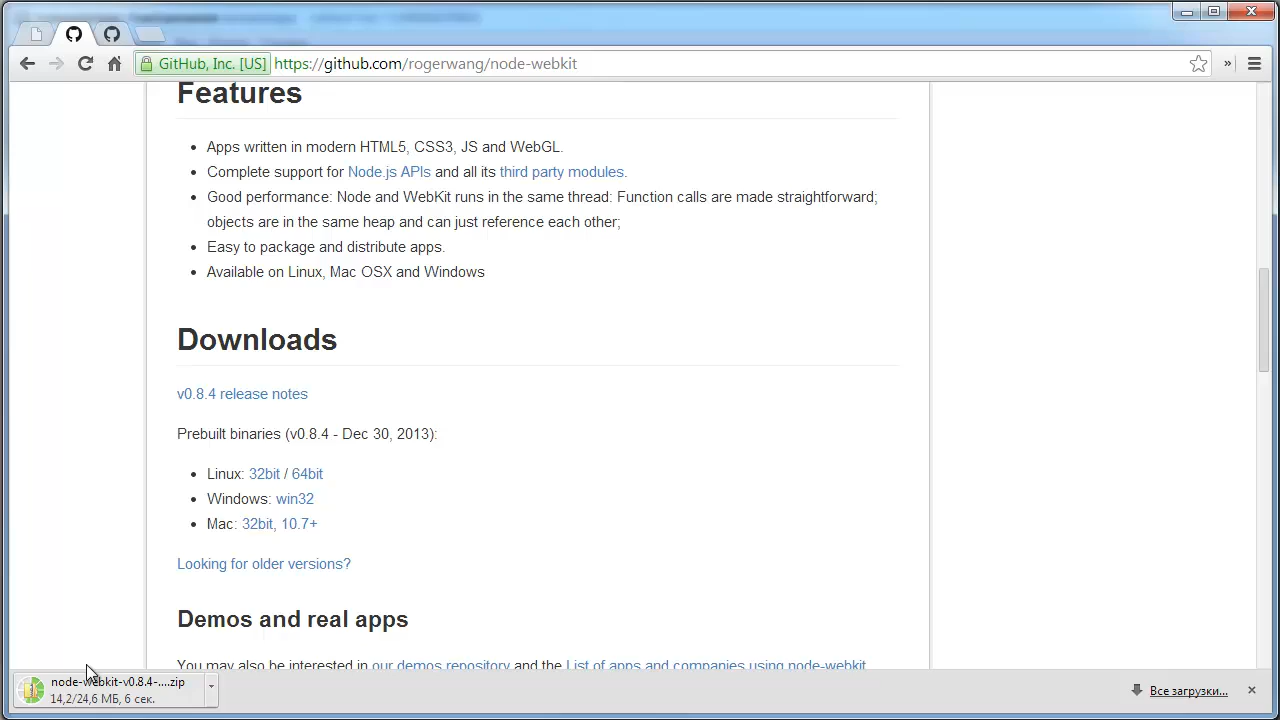 GitHub, Inc. [US] https://github.com/rogerwang/node-webkit
»
Features
Apps written in modern HTML5, CSS3, JS and WebGL.
Complete support for Node.js APIs and all its third party modules.
Good performance: Node and WebKit runs in the same thread: Function calls are made straightforward;
objects are in the same heap and can just reference each other;
Easy to package and distribute apps.
Available on Linux, Mac OSX and Windows
Downloads
v0.8.4 release notes
Prebuilt binaries (v0.8.4 - Dec 30, 2013):
Linux: 32bit / 64bit
Windows: win32
Mac: 32bit, 10.7+
Looking for older versions?
Demos and real apps
You may also be interested in our demos repository and the List of apps and companies using node-webkit
node-webkit-v0.8.4-....zip
14,2/24,6 МБ, 6 сек.
Все загрузки...